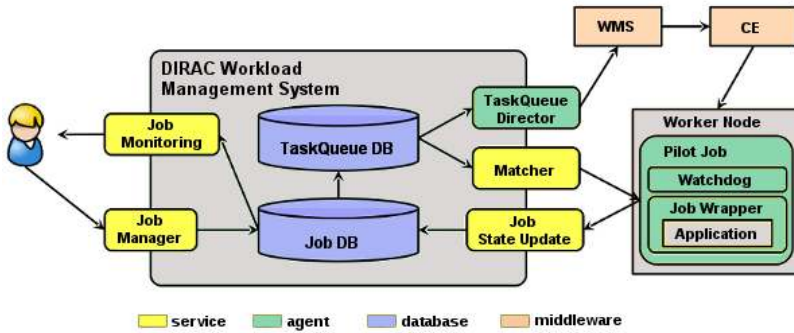 DIRAC Workload
Management System
Job
Monitoring
Job
Manager
TaskQueue DB
Job DB
TaskQueue
Director
Matcher
Job
State Update
WMS
CE
Worker Node
Pilot Job
Watchdog
Job Wrapper
Application
service
agent
database
middleware